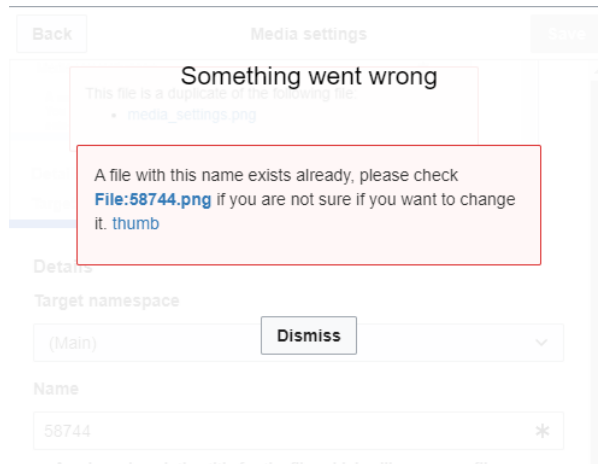 Back Media settings Save
Something went wrong
This file is a duplicate of the following file:
media_settings.png
A file with this name exists already, please check
File:58744.png if you are not sure if you want to change
it. thumb
Details
Target namespace
Dismiss
(Main)
Name
58744 *